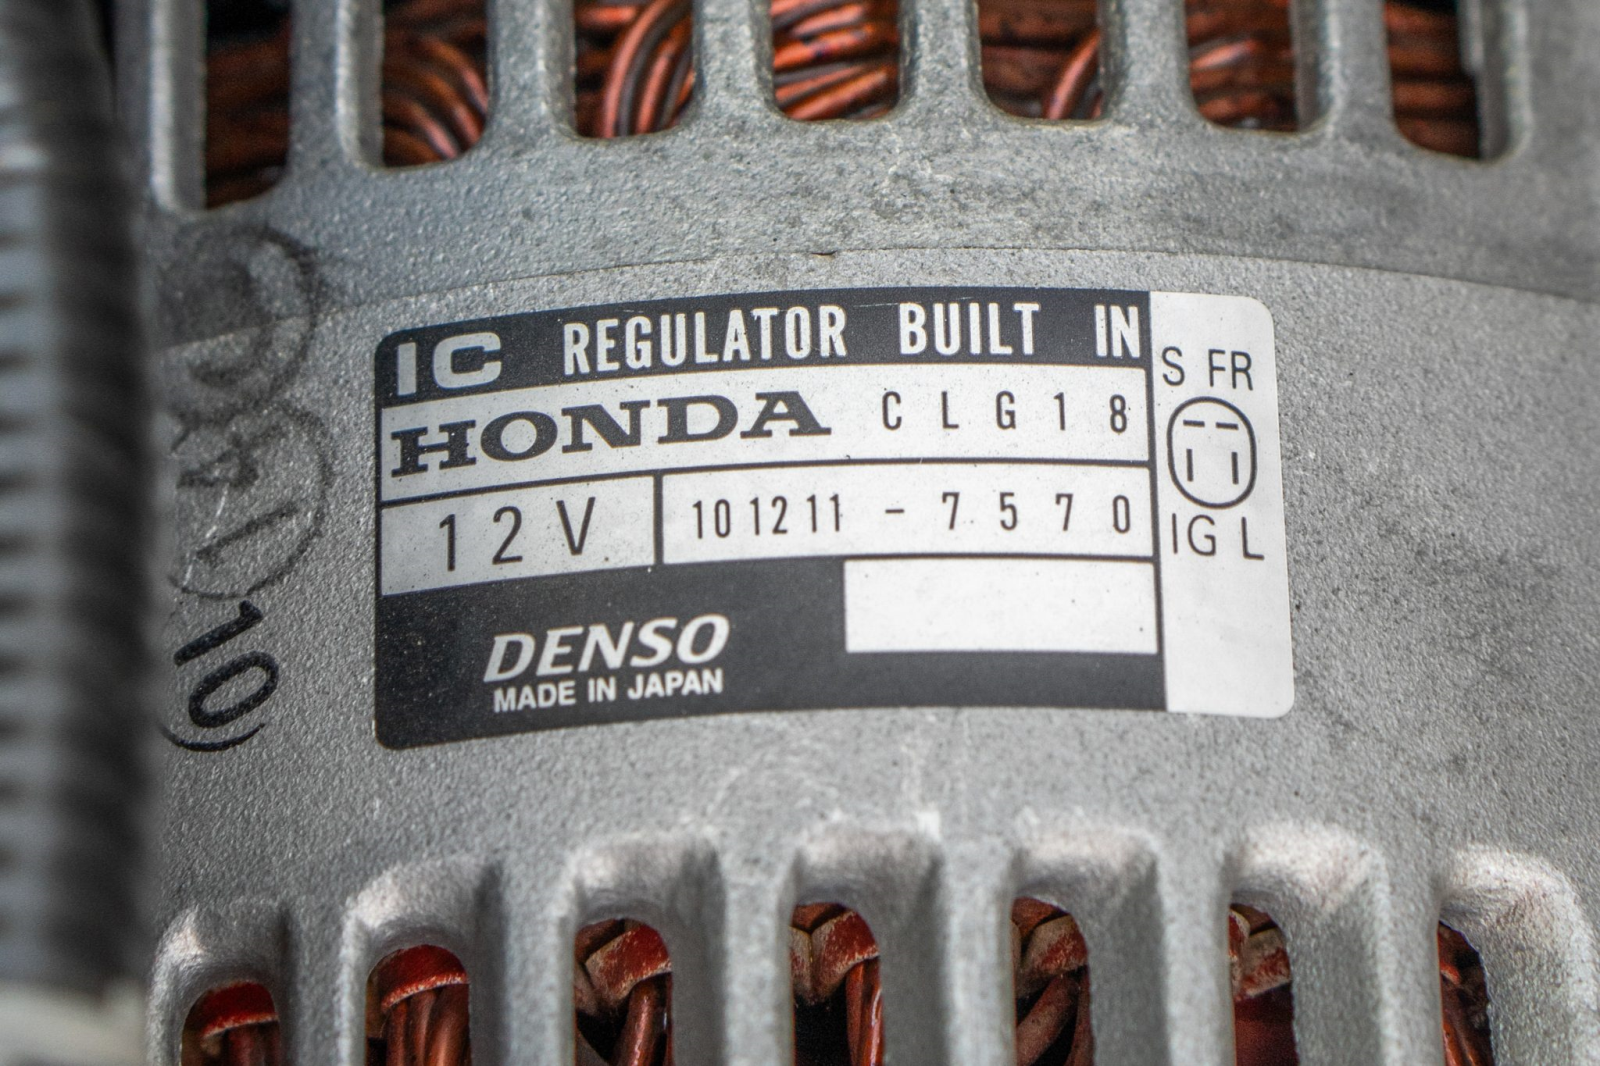 IC REGULATOR BUILT IN
HONDA CLG18
12V 101211-7570
DENSO
MADE IN JAPAN
S FR
IG L
10)